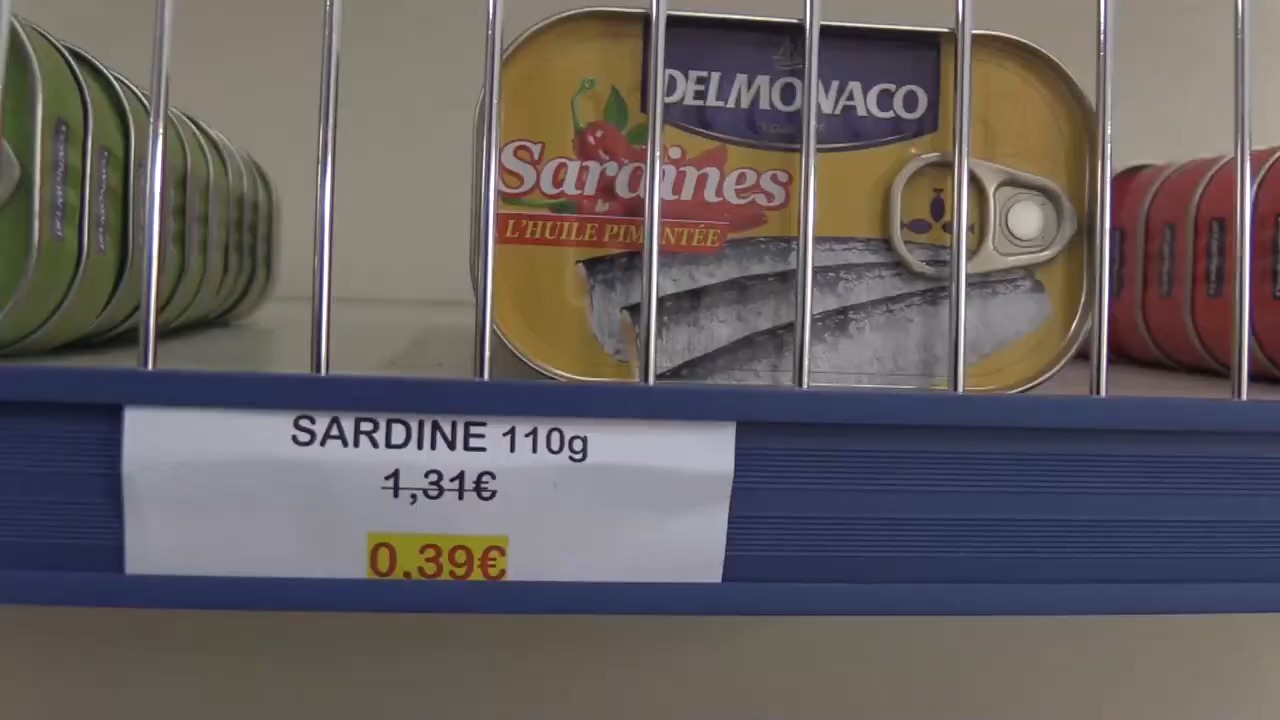 DELMONACO
Sardines
L'HUILE PIMENTÉE
SARDINE 110g
1,31€
0,39€